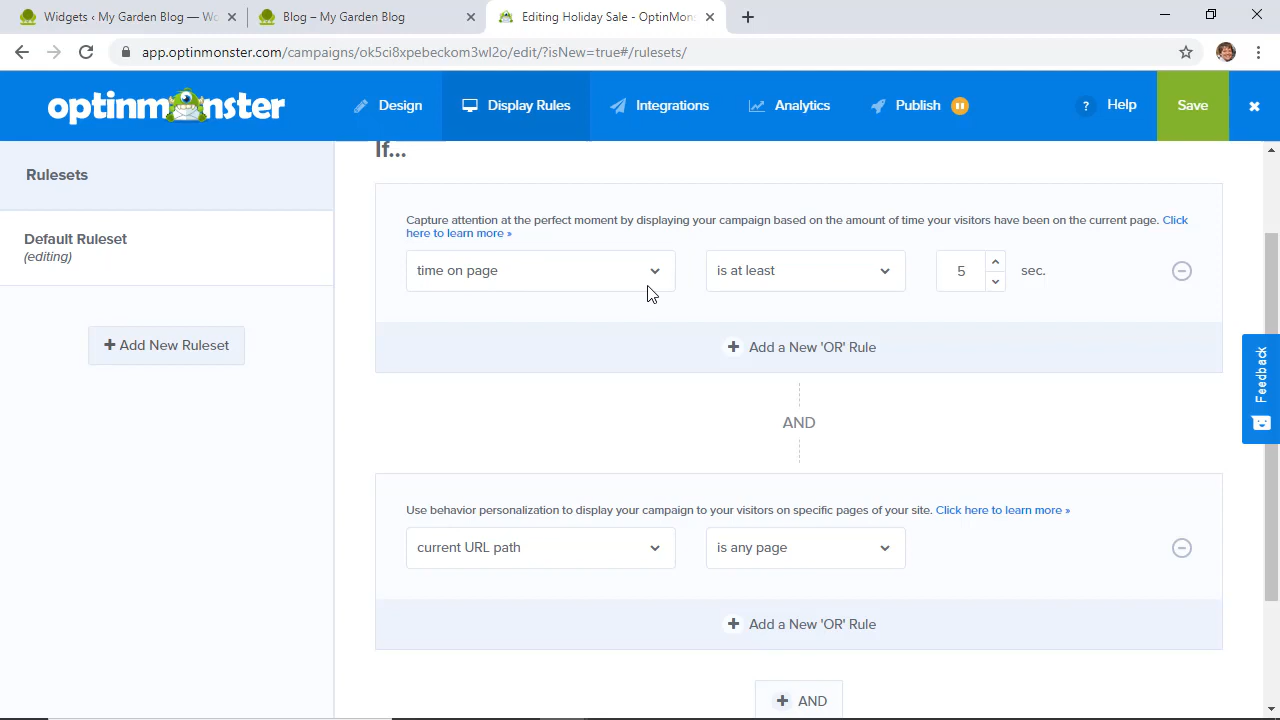 Widgets ‹ My Garden Blog — Wo
Blog – My Garden Blog
Editing Holiday Sale - OptinMons
app.optinmonster.com/campaigns/ok5ci8xpebeckom3wl2o/edit/?isNew=true#/rulesets/
optinmonster
Design
Display Rules
Integrations
Analytics
Publish
? Help
Save
Rulesets
Default Ruleset
(editing)
+ Add New Ruleset
If...
Capture attention at the perfect moment by displaying your campaign based on the amount of time your visitors have been on the current page. Click
here to learn more »
time on page
is at least
5
sec.
+ Add a New 'OR' Rule
AND
Use behavior personalization to display your campaign to your visitors on specific pages of your site. Click here to learn more »
current URL path
is any page
+ Add a New 'OR' Rule
+ AND
Feedback